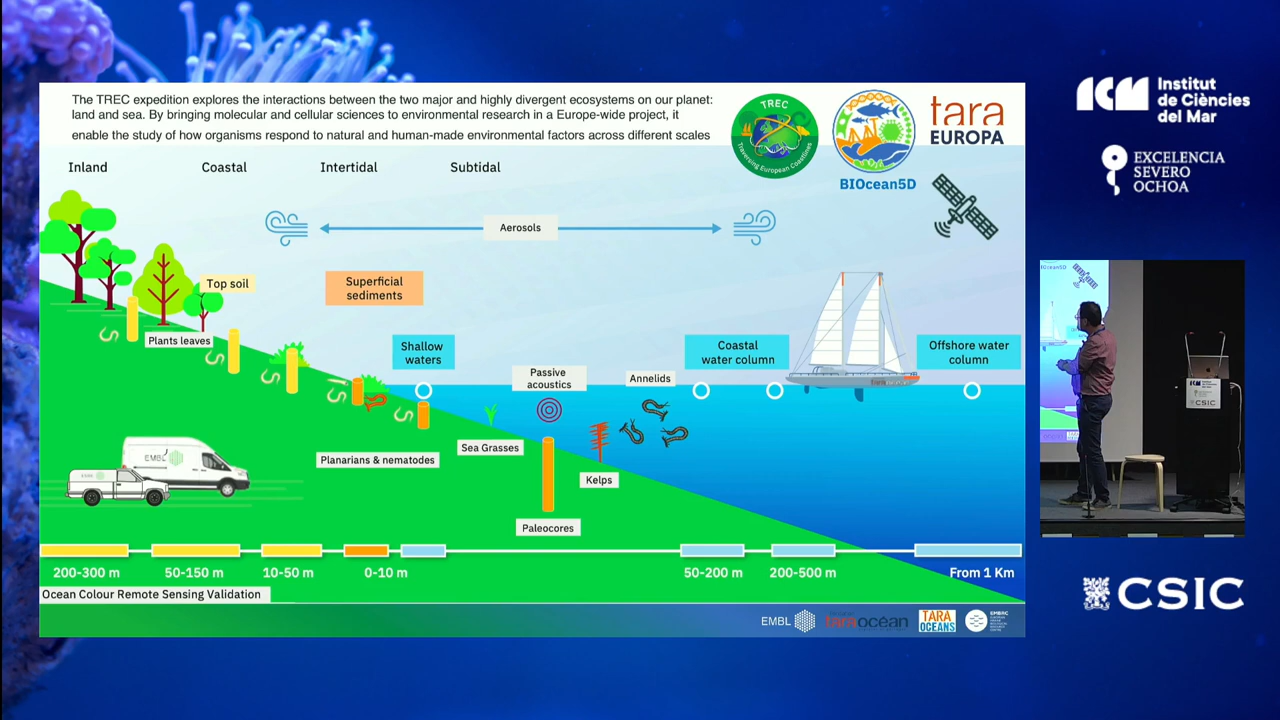 The TREC expedition explores the interactions between the two major and highly divergent ecosystems on our planet:
land and sea. By bringing molecular and cellular sciences to environmental research in a Europe-wide project, it
enable the study of how organisms respond to natural and human-made environmental factors across different scales
TREC
Traversing European Coastlines
BIOcean5D
tara
EUROPA
Inland
Coastal
Intertidal
Subtidal
Aerosols
Top soil
Superficial
sediments
Plants leaves
Shallow
waters
Passive
acoustics
Annelids
Coastal
water column
Offshore water
column
Sea Grasses
Planarians & nematodes
Kelps
EMBL
Paleocores
200-300 m
50-150 m
10-50 m
0-10 m
50-200 m
200-500 m
From 1 Km
Ocean Colour Remote Sensing Validation
EMBL
taraocéan
TARA
OCEANS
EMBRC
ICM
Institut
de Ciències
del Mar
EXCELENCIA
SEVERO
OCHOA
BIOcean5D
ICM
CSIC
CSIC